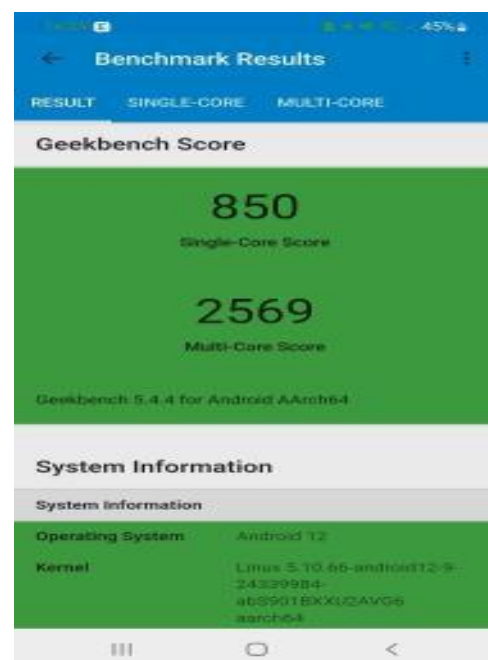 45%
Benchmark Results
RESULT SINGLE-CORE MULTI-CORE
Geekbench Score
850
Single-Core Score
2569
Multi-Core Score
Geekbench 5.4.4 for Android AArch64
System Information
System Information
Operating System Android 12
Kernel Linux 5.10.66-android12-9-
24339984-
abS901BXXU2AVG6
aarch64